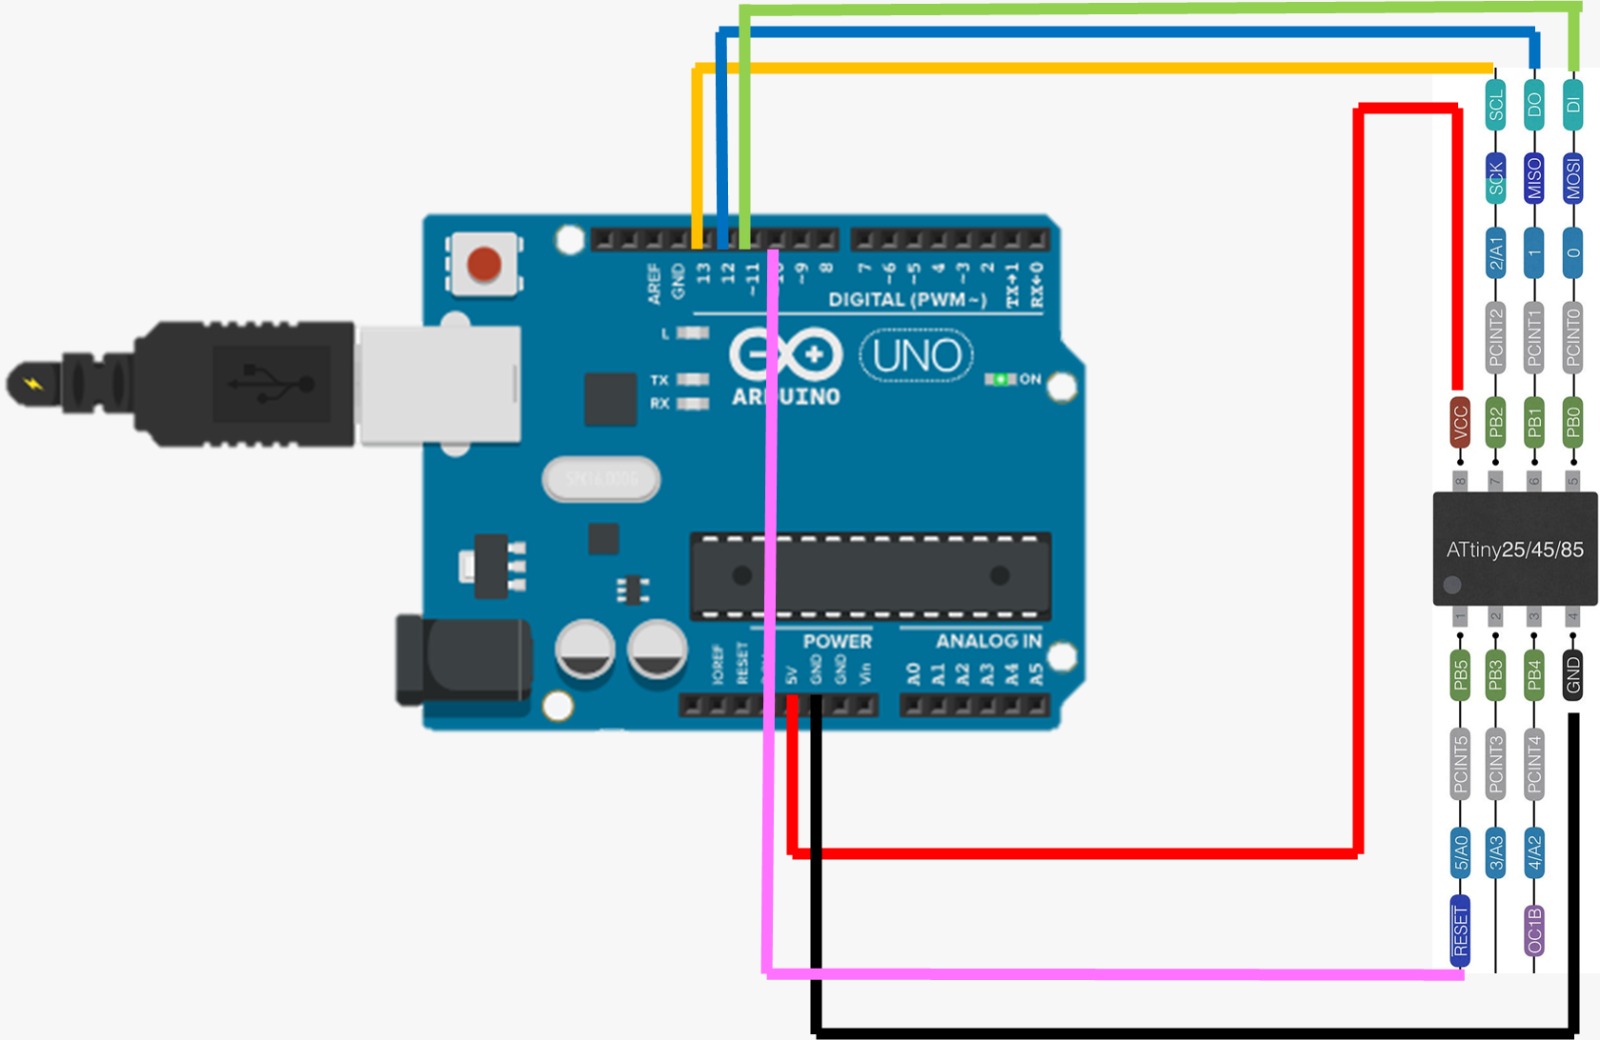 SCL
DO
DI
SCK
MISO
MOSI
2/A1
1
0
PCINT2
PCINT1
PCINT0
VCC
PB2
PB1
PB0
8
7
6
5
ATtiny25/45/85
1
2
3
4
PB5
PB3
PB4
GND
PCINT5
PCINT3
PCINT4
5/A0
3/A3
4/A2
RESET
OC1B
AREF
GND
13
12
~11
~9
8
7
~6
~5
4
~3
2
TX→1
RX←0
DIGITAL (PWM~)
L
TX
RX
UNO
ON
ARDUINO
POWER
ANALOG IN
IOREF
RESET
5V
GND
GND
Vin
A0
A1
A2
A3
A4
A5